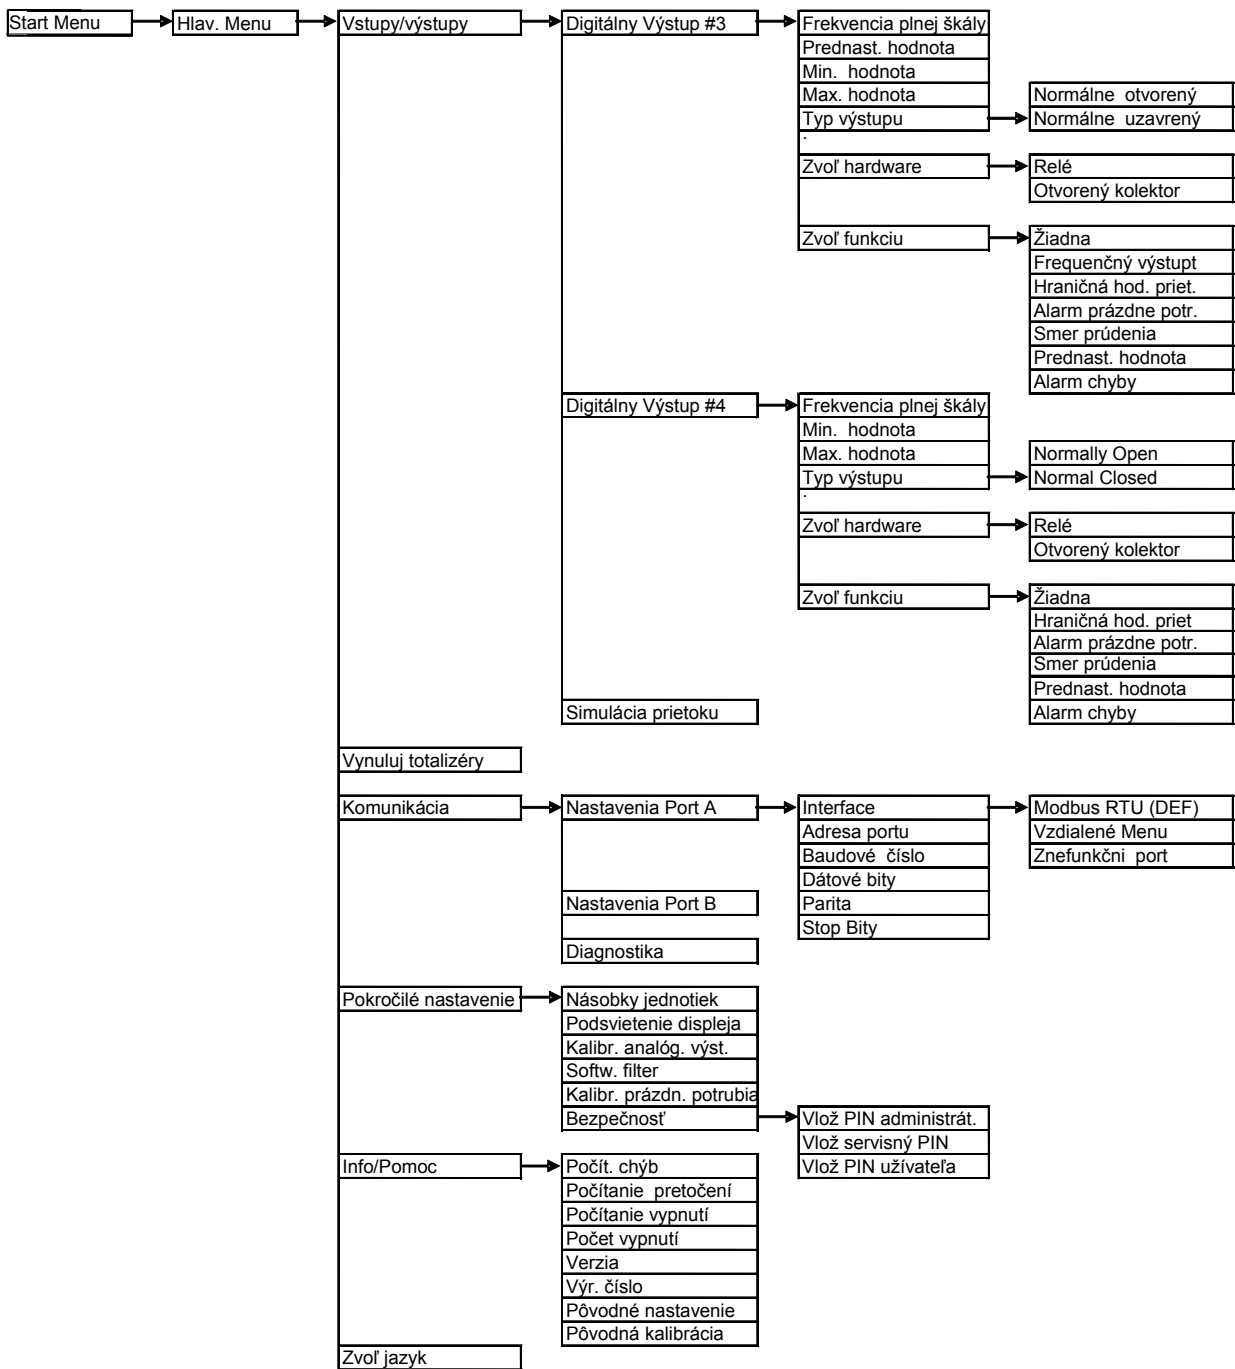 Start Menu
Hlav. Menu
Vstupy/výstupy
Digitálny Výstup #3
Frekvencia plnej škály
Prednast. hodnota
Min. hodnota
Max. hodnota
Normálne otvorený
Typ výstupu
Normálne uzavrený
Zvoľ hardware
Relé
Otvorený kolektor
Zvoľ funkciu
Žiadna
Frequenčný výstupt
Hraničná hod. priet.
Alarm prázdne potr.
Smer prúdenia
Prednast. hodnota
Alarm chyby
Digitálny Výstup #4
Frekvencia plnej škály
Min. hodnota
Max. hodnota
Normally Open
Typ výstupu
Normal Closed
Zvoľ hardware
Relé
Otvorený kolektor
Zvoľ funkciu
Žiadna
Hraničná hod. priet
Alarm prázdne potr.
Smer prúdenia
Prednast. hodnota
Simulácia prietoku
Alarm chyby
Vynuluj totalizéry
Komunikácia
Nastavenia Port A
Interface
Modbus RTU (DEF)
Adresa portu
Vzdialené Menu
Baudové číslo
Znefunkčni port
Dátové bity
Nastavenia Port B
Parita
Stop Bity
Diagnostika
Pokročilé nastavenie
Násobky jednotiek
Podsvietenie displeja
Kalibr. analóg. výst.
Softw. filter
Kalibr. prázdn. potrubia
Bezpečnosť
Vlož PIN administrát.
Vlož servisný PIN
Vlož PIN užívateľa
Info/Pomoc
Počít. chýb
Počítanie pretočení
Počítanie vypnutí
Počet vypnutí
Verzia
Výr. číslo
Pôvodné nastavenie
Pôvodná kalibrácia
Zvoľ jazyk